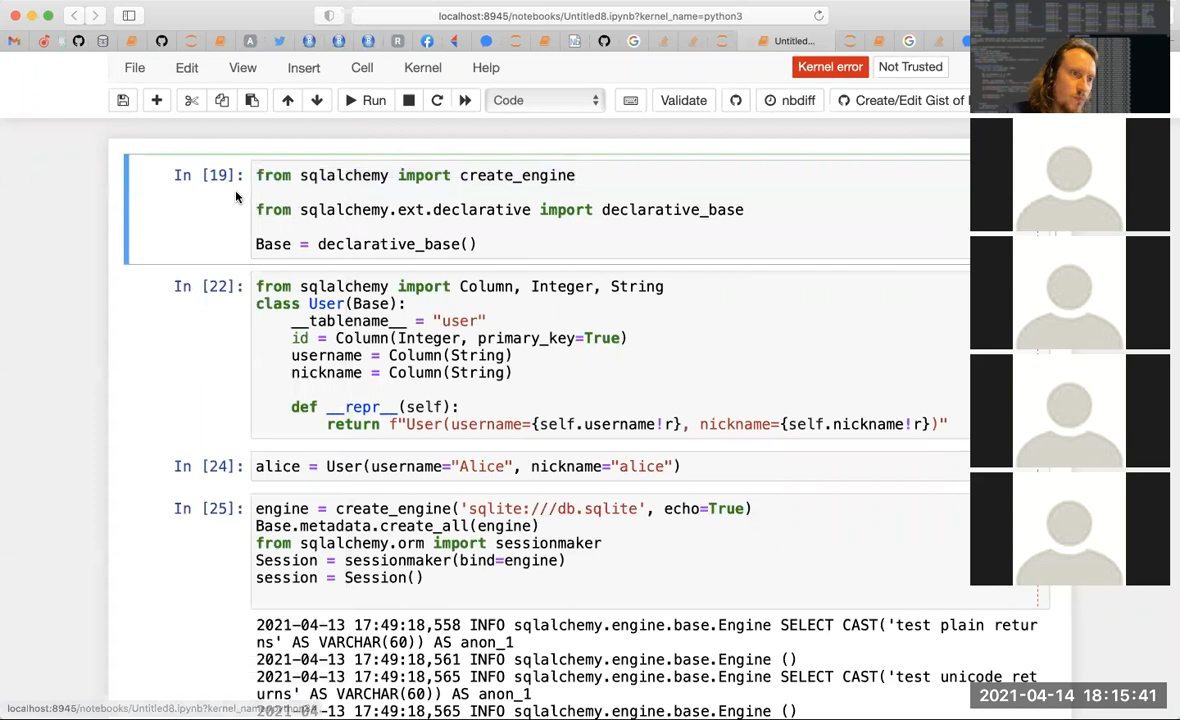 localhost:8945/notebooks/Untitled8.ipynb?kernel_name=python3
Untitled...
File Edit View Insert Cell Kernel Help
Kernel error
Not Trusted
Run
Code
Validate
nbdiff
Create/Edit Gist of
In [19]:
from sqlalchemy import create_engine
from sqlalchemy.ext.declarative import declarative_base
Base = declarative_base()
In [22]:
from sqlalchemy import Column, Integer, String
class User(Base):
__tablename__ = "user"
id = Column(Integer, primary_key=True)
username = Column(String)
nickname = Column(String)
def __repr__(self):
return f"User(username={self.username!r}, nickname={self.nickname!r})"
In [24]:
alice = User(username="Alice", nickname="alice")
In [25]:
engine = create_engine('sqlite:///db.sqlite', echo=True)
Base.metadata.create_all(engine)
from sqlalchemy.orm import sessionmaker
Session = sessionmaker(bind=engine)
session = Session()
2021-04-13 17:49:18,558 INFO sqlalchemy.engine.base.Engine SELECT CAST('test plain retur
ns' AS VARCHAR(60)) AS anon_1
2021-04-13 17:49:18,561 INFO sqlalchemy.engine.base.Engine ()
2021-04-13 17:49:18,565 INFO sqlalchemy.engine.base.Engine SELECT CAST('test unicode ret
urns' AS VARCHAR(60)) AS anon_1
2021-04-13 17:49:18,565 INFO sqlalchemy.engine.base.Engine ()
2021-04-14 18:15:41